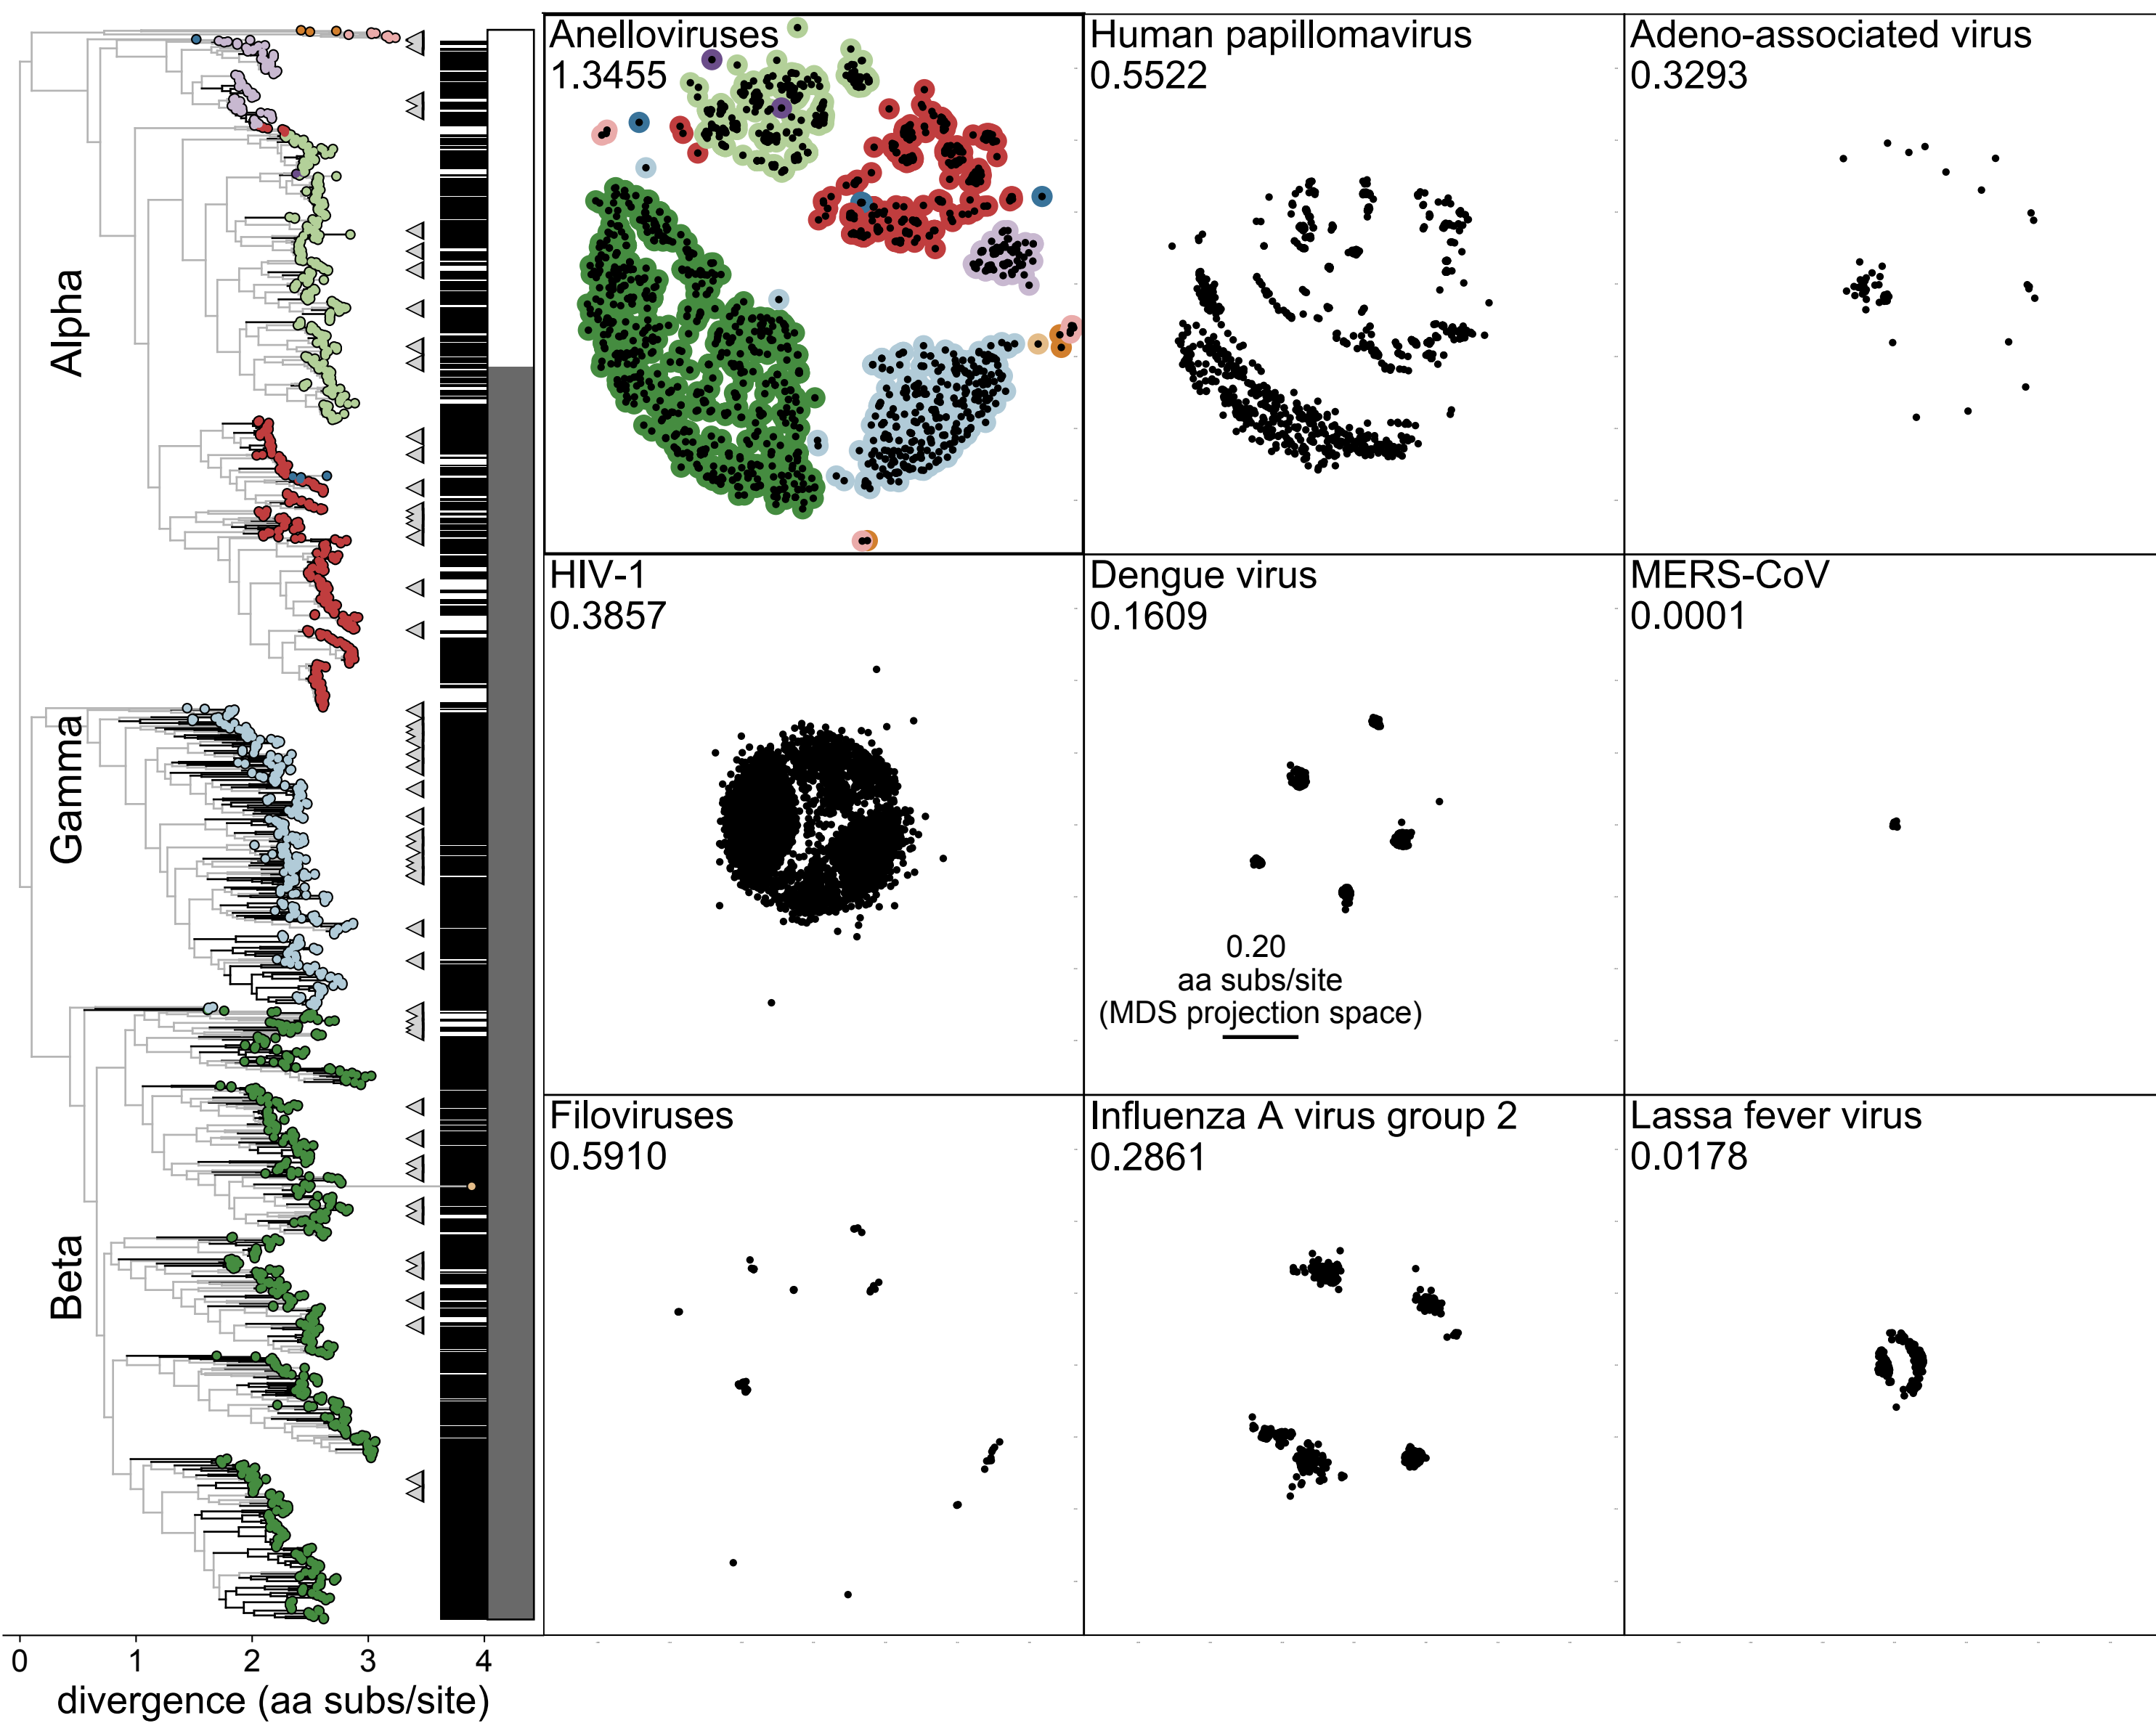 Alpha
Gamma
Beta
0 1 2 3 4
divergence (aa subs/site)
Anelloviruses
1.3455
Human papillomavirus
0.5522
Adeno-associated virus
0.3293
HIV-1
0.3857
Dengue virus
0.1609
0.20
aa subs/site
(MDS projection space)
MERS-CoV
0.0001
Filoviruses
0.5910
Influenza A virus group 2
0.2861
Lassa fever virus
0.0178